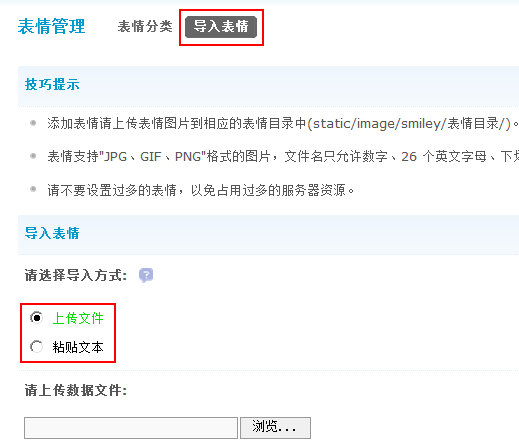 表情管理 表情分类 导入表情
技巧提示
添加表情请上传表情图片到相应的表情目录中(static/image/smiley/表情目录/)。
表情支持"JPG、GIF、PNG"格式的图片，文件名只允许数字、26 个英文字母、下
请不要设置过多的表情，以免占用过多的服务器资源。
导入表情
请选择导入方式: ?
上传文件
粘贴文本
请上传数据文件:
浏览...